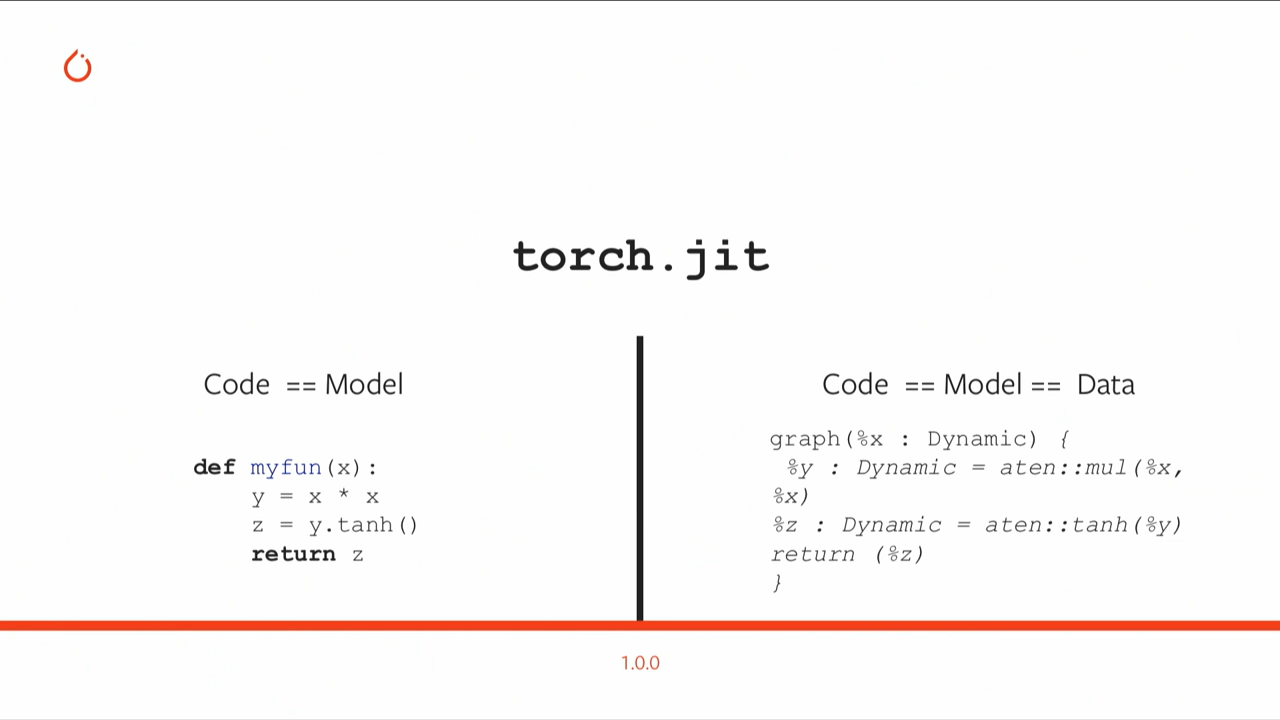 torch.jit
Code == Model
def myfun(x):
    y = x * x
    z = y.tanh()
    return z
Code == Model == Data
graph(%x : Dynamic) {
 %y : Dynamic = aten::mul(%x,
%x)
%z : Dynamic = aten::tanh(%y)
return (%z)
}
1.0.0